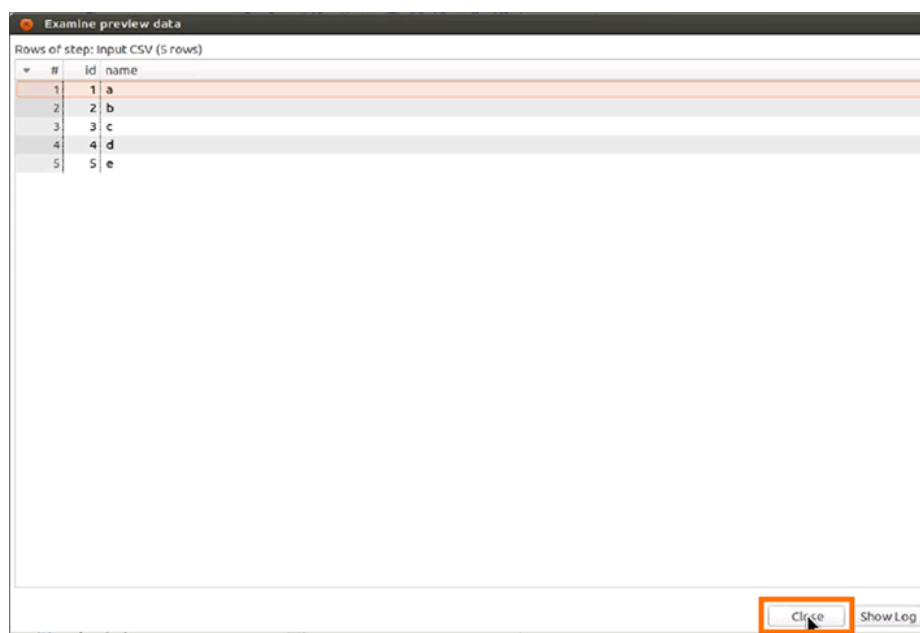 Examine preview data
Rows of step: Input CSV (5 rows)
# id name
1 1 a
2 2 b
3 3 c
4 4 d
5 5 e
Close Show Log